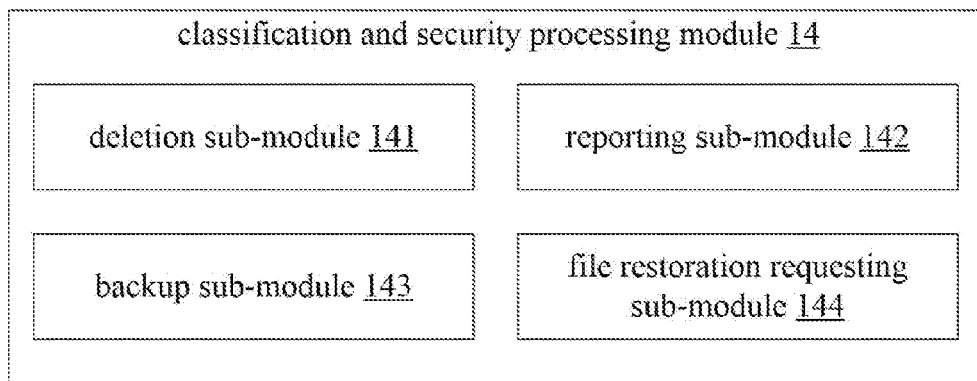 classification and security processing module 14
deletion sub-module 141
reporting sub-module 142
backup sub-module 143
file restoration requesting
sub-module 144